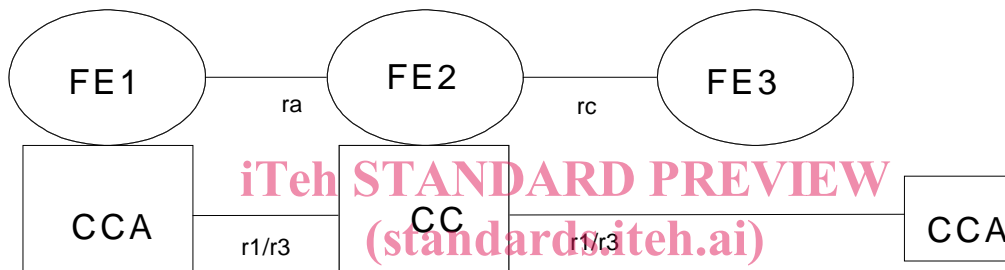 FE1
FE2
FE3
ra
rc
iTeh STANDARD PREVIEW
CCA
CC
CCA
r1/r3
(standards.iteh.ai)
r1/r3